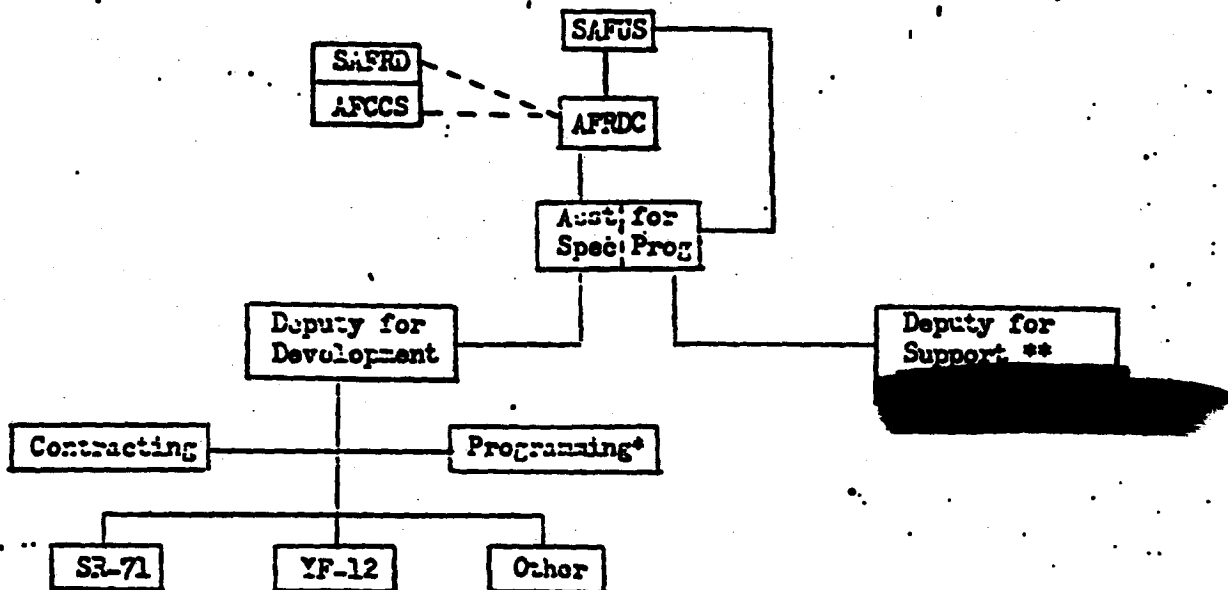 SAFUS
SAFRD
AFCCS
AFRDC
Asst for
Spec Prog
Deputy for
Development
Deputy for
Support **
Contracting
Programming*
SR-71
YF-12
Other